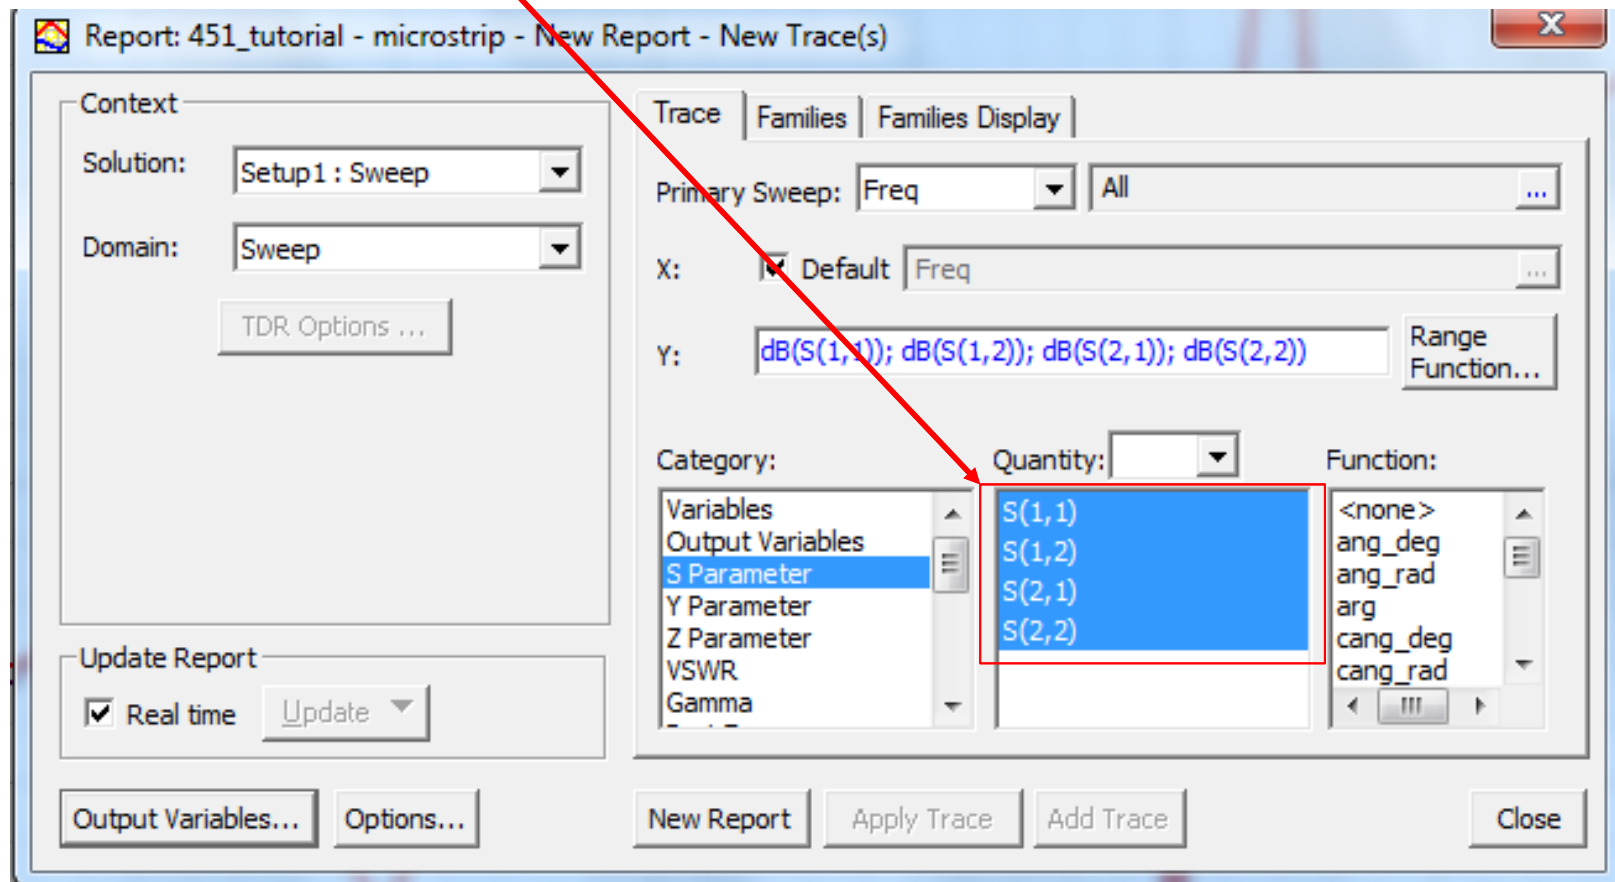 Report: 451_tutorial - microstrip - New Report - New Trace(s)
Context
Solution:
Setup1 : Sweep
Domain:
Sweep
TDR Options ...
Update Report
Real time
Update
Output Variables...
Options...
Trace
Families
Families Display
Primary Sweep:
Freq
All
...
X:
Default
Freq
...
Y:
dB(S(1,1)); dB(S(1,2)); dB(S(2,1)); dB(S(2,2))
Range
Function...
Category:
Variables
Output Variables
S Parameter
Y Parameter
Z Parameter
VSWR
Gamma
Quantity:
S(1,1)
S(1,2)
S(2,1)
S(2,2)
Function:
<none>
ang_deg
ang_rad
arg
cang_deg
cang_rad
New Report
Apply Trace
Add Trace
Close